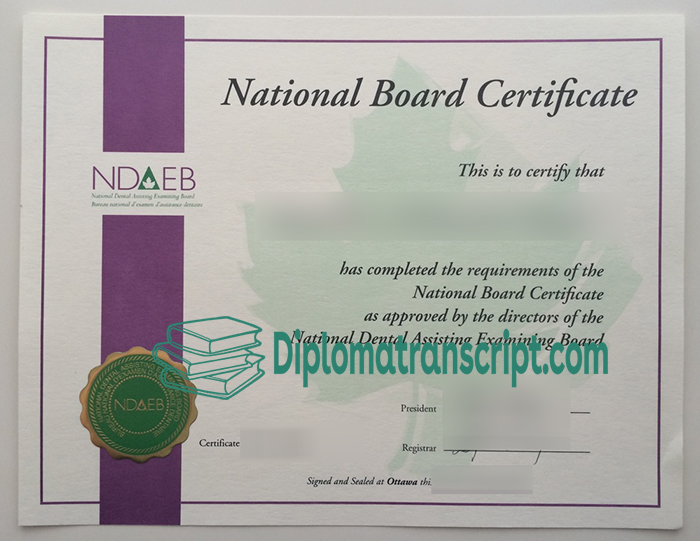 National Board Certificate
This is to certify that
NDAEB
National Dental Assisting Examining Board
Bureau national d'examen d'assistance dentaire
has completed the requirements of the
National Board Certificate
as approved by the directors of the
National Dental Assisting Examining Board
Diplomatranscript.com
NDAEB
President
Certificate
Registrar
Signed and Sealed at Ottawa thi